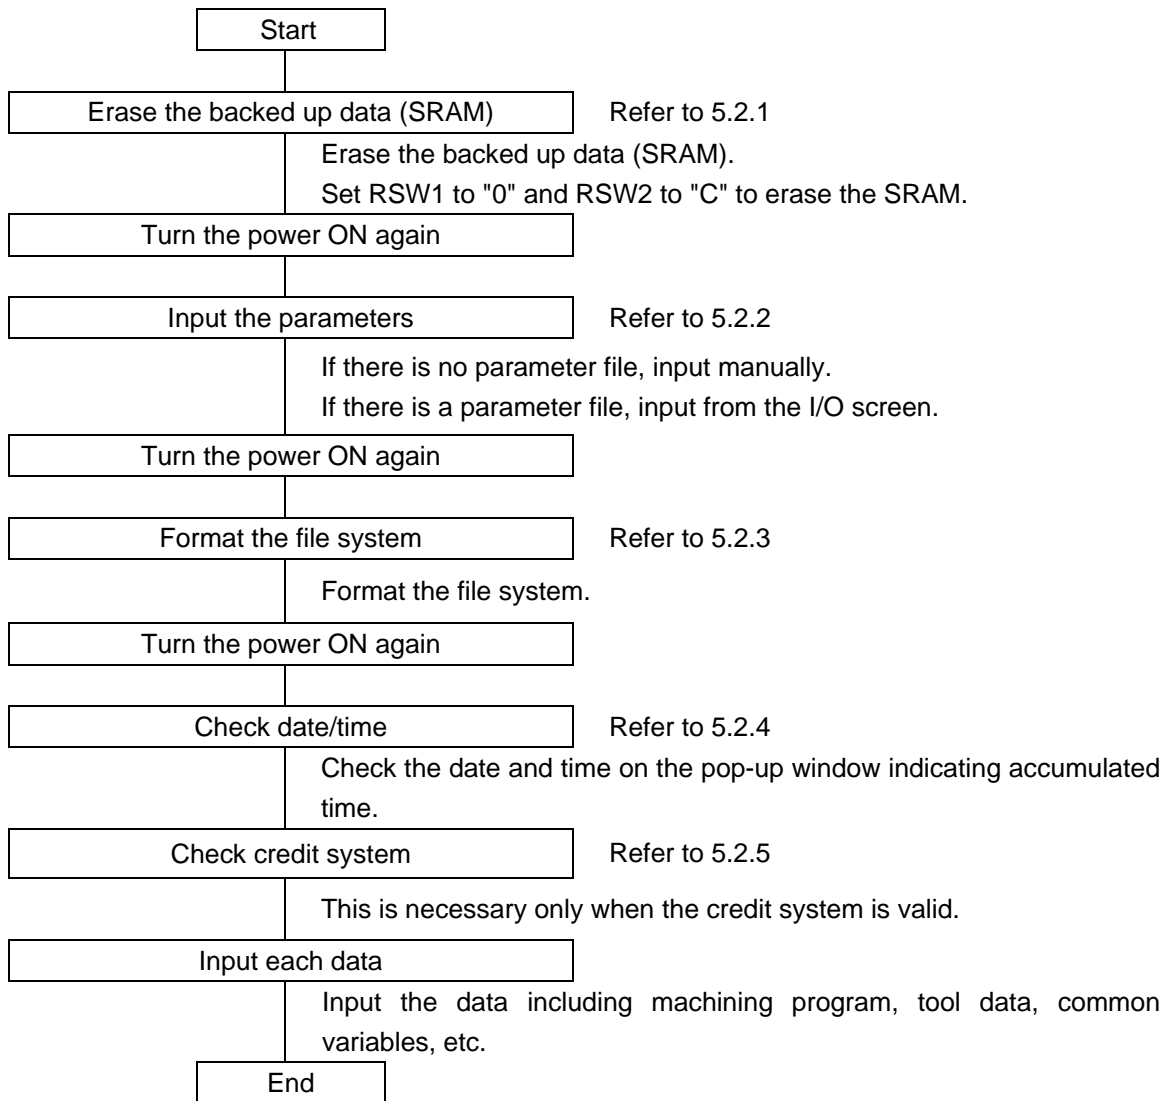 Start
Erase the backed up data (SRAM) Refer to 5.2.1
Erase the backed up data (SRAM).
Set RSW1 to "0" and RSW2 to "C" to erase the SRAM.
Turn the power ON again
Input the parameters Refer to 5.2.2
If there is no parameter file, input manually.
If there is a parameter file, input from the I/O screen.
Turn the power ON again
Format the file system Refer to 5.2.3
Format the file system.
Turn the power ON again
Check date/time Refer to 5.2.4
Check the date and time on the pop-up window indicating accumulated
time.
Check credit system Refer to 5.2.5
This is necessary only when the credit system is valid.
Input each data
Input the data including machining program, tool data, common
variables, etc.
End